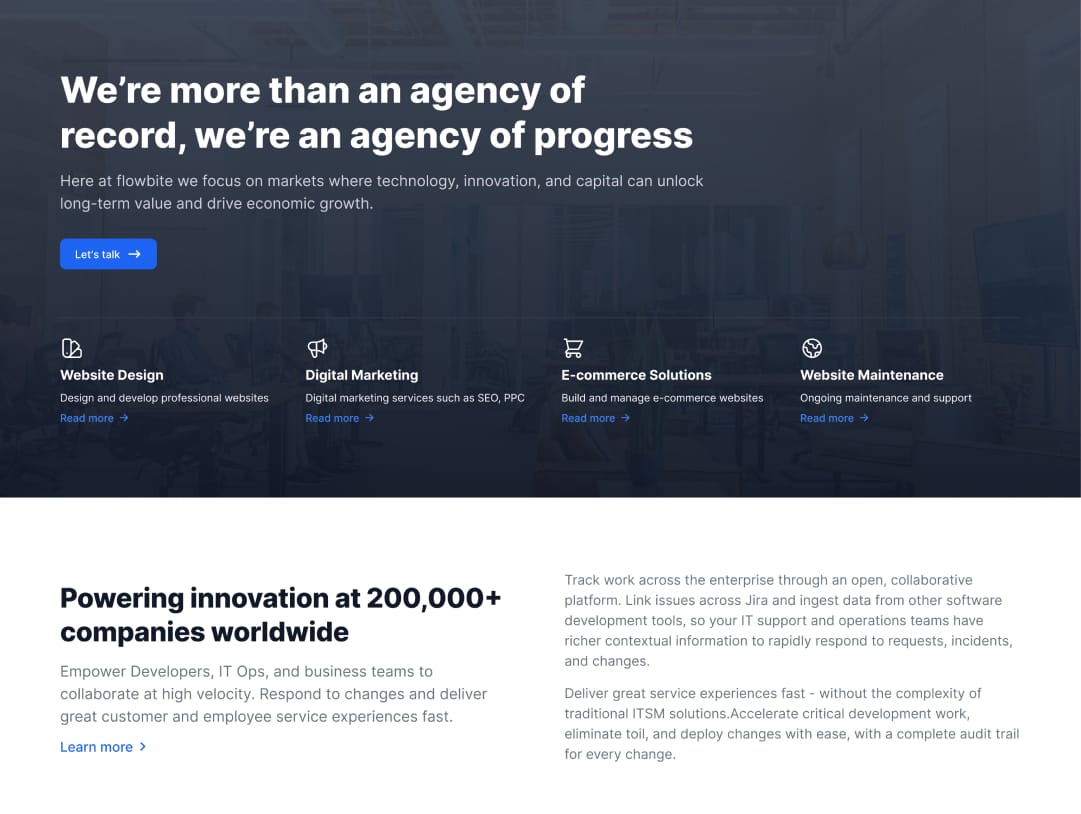 We’re more than an agency of
record, we’re an agency of progress
Here at flowbite we focus on markets where technology, innovation, and capital can unlock
long-term value and drive economic growth.
Let's talk
Website Design
Design and develop professional websites
Read more
Digital Marketing
Digital marketing services such as SEO, PPC
Read more
E-commerce Solutions
Build and manage e-commerce websites
Read more
Website Maintenance
Ongoing maintenance and support
Read more
Powering innovation at 200,000+
companies worldwide
Empower Developers, IT Ops, and business teams to
collaborate at high velocity. Respond to changes and deliver
great customer and employee service experiences fast.
Learn more
Track work across the enterprise through an open, collaborative
platform. Link issues across Jira and ingest data from other software
development tools, so your IT support and operations teams have
richer contextual information to rapidly respond to requests, incidents,
and changes.
Deliver great service experiences fast - without the complexity of
traditional ITSM solutions.Accelerate critical development work,
eliminate toil, and deploy changes with ease, with a complete audit trail
for every change.